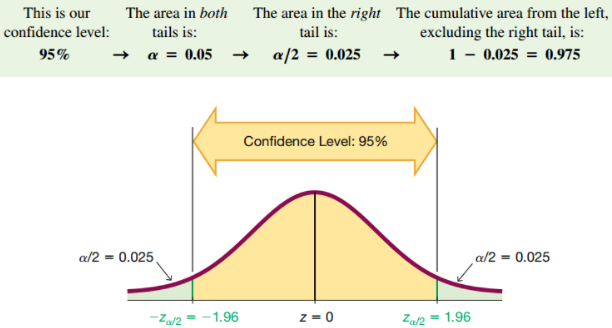 This is our The area in both The area in the right The cumulative area from the left,
confidence level: tails is: tail is: excluding the right tail, is:
95% → α = 0.05 → α/2 = 0.025 → 1 − 0.025 = 0.975
Confidence Level: 95%
α/2 = 0.025 α/2 = 0.025
−zα/2 = −1.96 z = 0 zα/2 = 1.96